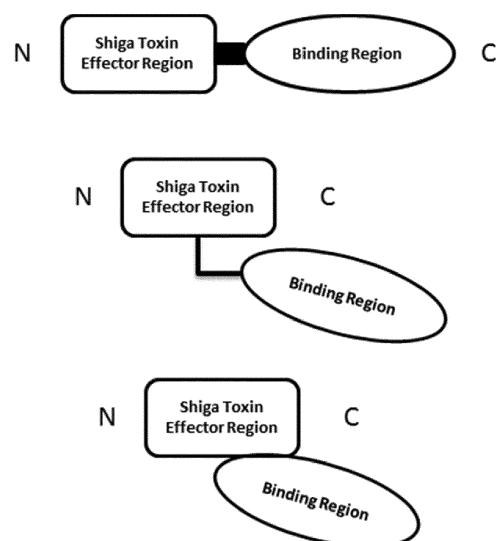 N
Shiga Toxin
Effector Region
Binding Region
C
N
Shiga Toxin
Effector Region
C
Binding Region
N
Shiga Toxin
Effector Region
C
Binding Region